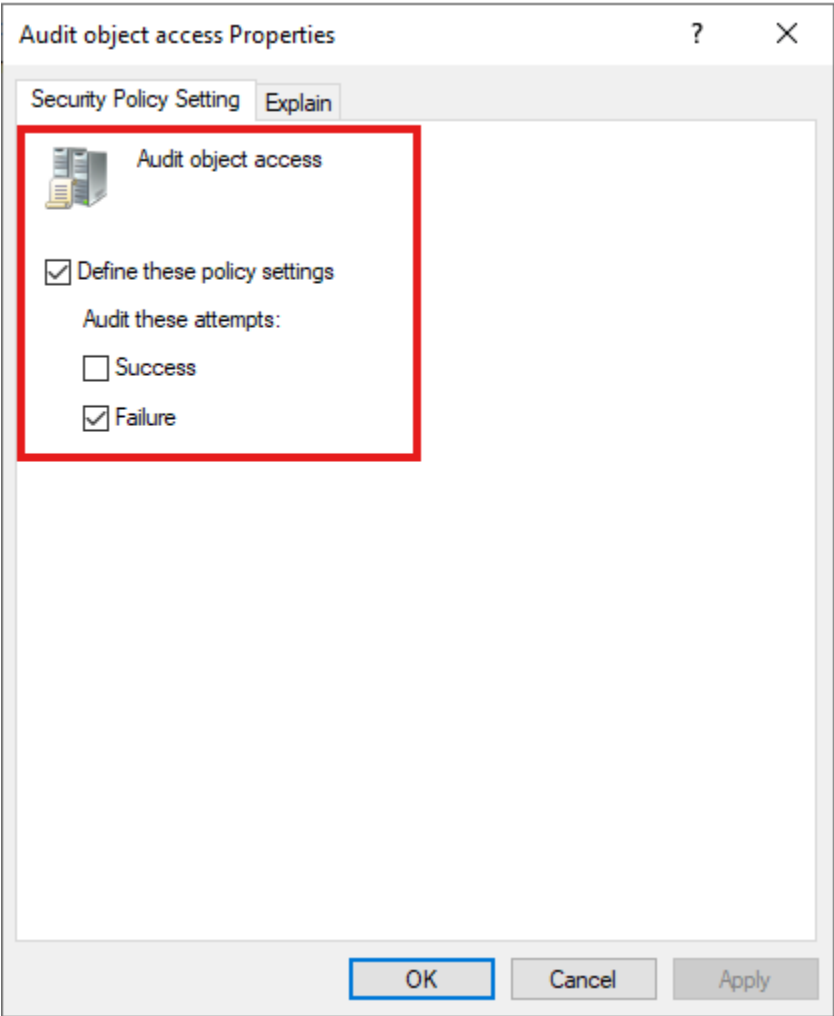 Audit object access Properties
?
Security Policy Setting
Explain
Audit object access
Define these policy settings
Audit these attempts:
Success
Failure
OK
Cancel
Apply